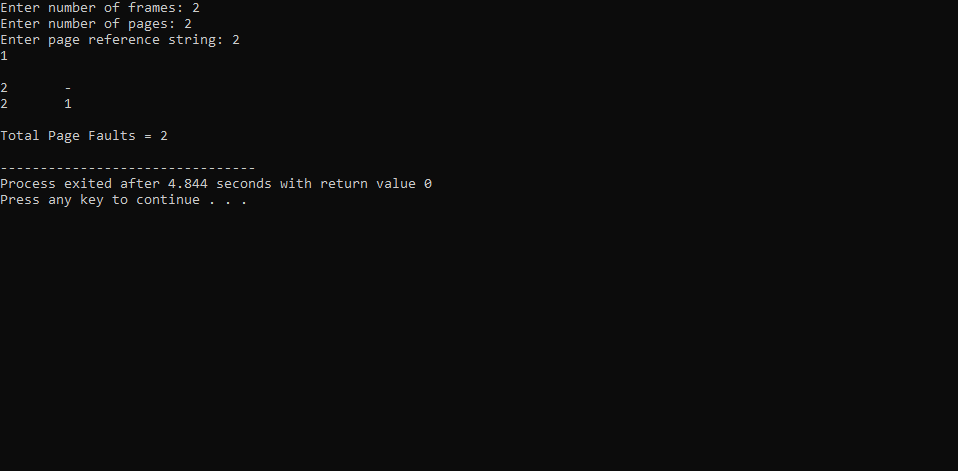 Enter number of frames: 2
Enter number of pages: 2
Enter page reference string: 2
1
2 -
2 1
Total Page Faults = 2
--------------------------------
Process exited after 4.844 seconds with return value 0
Press any key to continue . . .